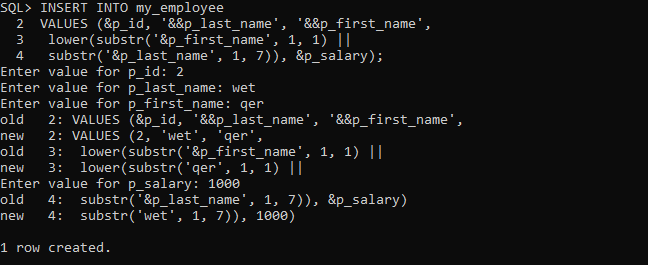 SQL> INSERT INTO my_employee
  2  VALUES (&p_id, '&&p_last_name', '&&p_first_name',
  3   lower(substr('&p_first_name', 1, 1) ||
  4   substr('&p_last_name', 1, 7)), &p_salary);
Enter value for p_id: 2
Enter value for p_last_name: wet
Enter value for p_first_name: qer
old   2: VALUES (&p_id, '&&p_last_name', '&&p_first_name',
new   2: VALUES (2, 'wet', 'qer',
old   3:  lower(substr('&p_first_name', 1, 1) ||
new   3:  lower(substr('qer', 1, 1) ||
Enter value for p_salary: 1000
old   4:  substr('&p_last_name', 1, 7)), &p_salary)
new   4:  substr('wet', 1, 7)), 1000)
1 row created.